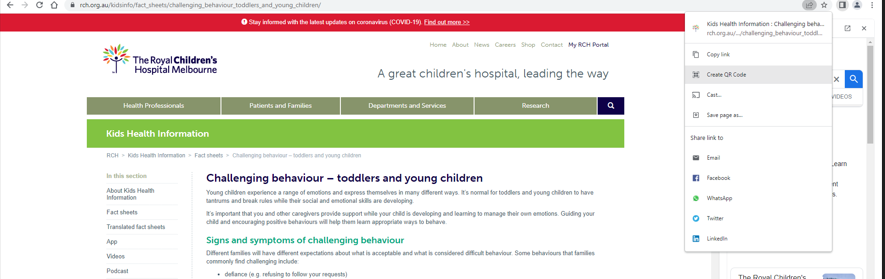 rch.org.au/kidsinfo/fact_sheets/challenging_behaviour_toddlers_and_young_children/
Stay informed with the latest updates on coronavirus (COVID-19). Find out more >>
The Royal Children's
Hospital Melbourne
Home About News Careers Shop Contact My RCH Portal
A great children's hospital, leading the way
Health Professionals Patients and Families Departments and Services Research
Kids Health Information
RCH > Kids Health Information > Fact sheets > Challenging behaviour – toddlers and young children
In this section
About Kids Health
Information
Fact sheets
Translated fact sheets
App
Videos
Podcast
Challenging behaviour – toddlers and young children
Young children experience a range of emotions and express themselves in many different ways. It's normal for toddlers and young children to have
tantrums and break rules while their social and emotional skills are developing.
It's important that you and other caregivers provide support while your child is developing and learning to manage their own emotions. Guiding your
child and encouraging positive behaviours will help them learn appropriate ways to behave.
Signs and symptoms of challenging behaviour
Different families will have different expectations about what is acceptable and what is considered difficult behaviour. Some behaviours that families
commonly find challenging include:
• defiance (e.g. refusing to follow your requests)
Kids Health Information : Challenging beha...
rch.org.au/.../challenging_behaviour_toddl...
Copy link
Create QR Code
Cast...
Save page as...
Share link to
Email
Facebook
WhatsApp
Twitter
LinkedIn
VIDEOS
Learn
The Royal Children's